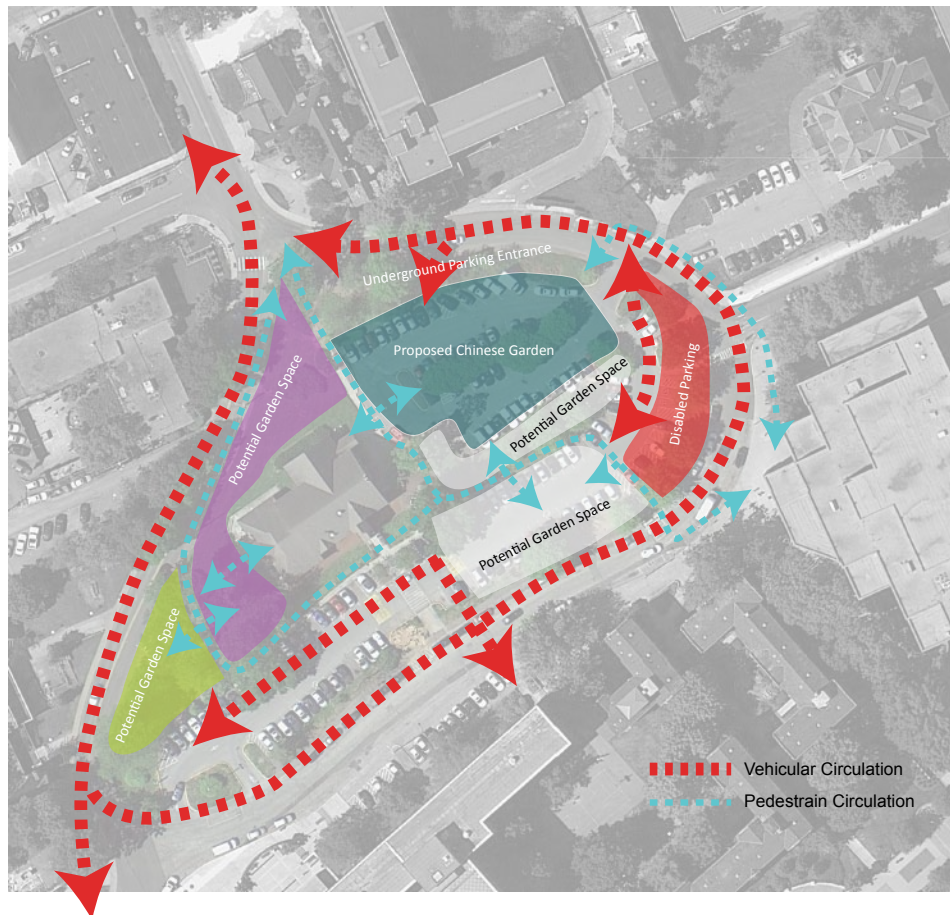 Underground Parking Entrance
Proposed Chinese Garden
Potential Garden Space
Potential Garden Space
Disabled Parking
Potential Garden Space
Potential Garden Space
Vehicular Circulation
Pedestrain Circulation